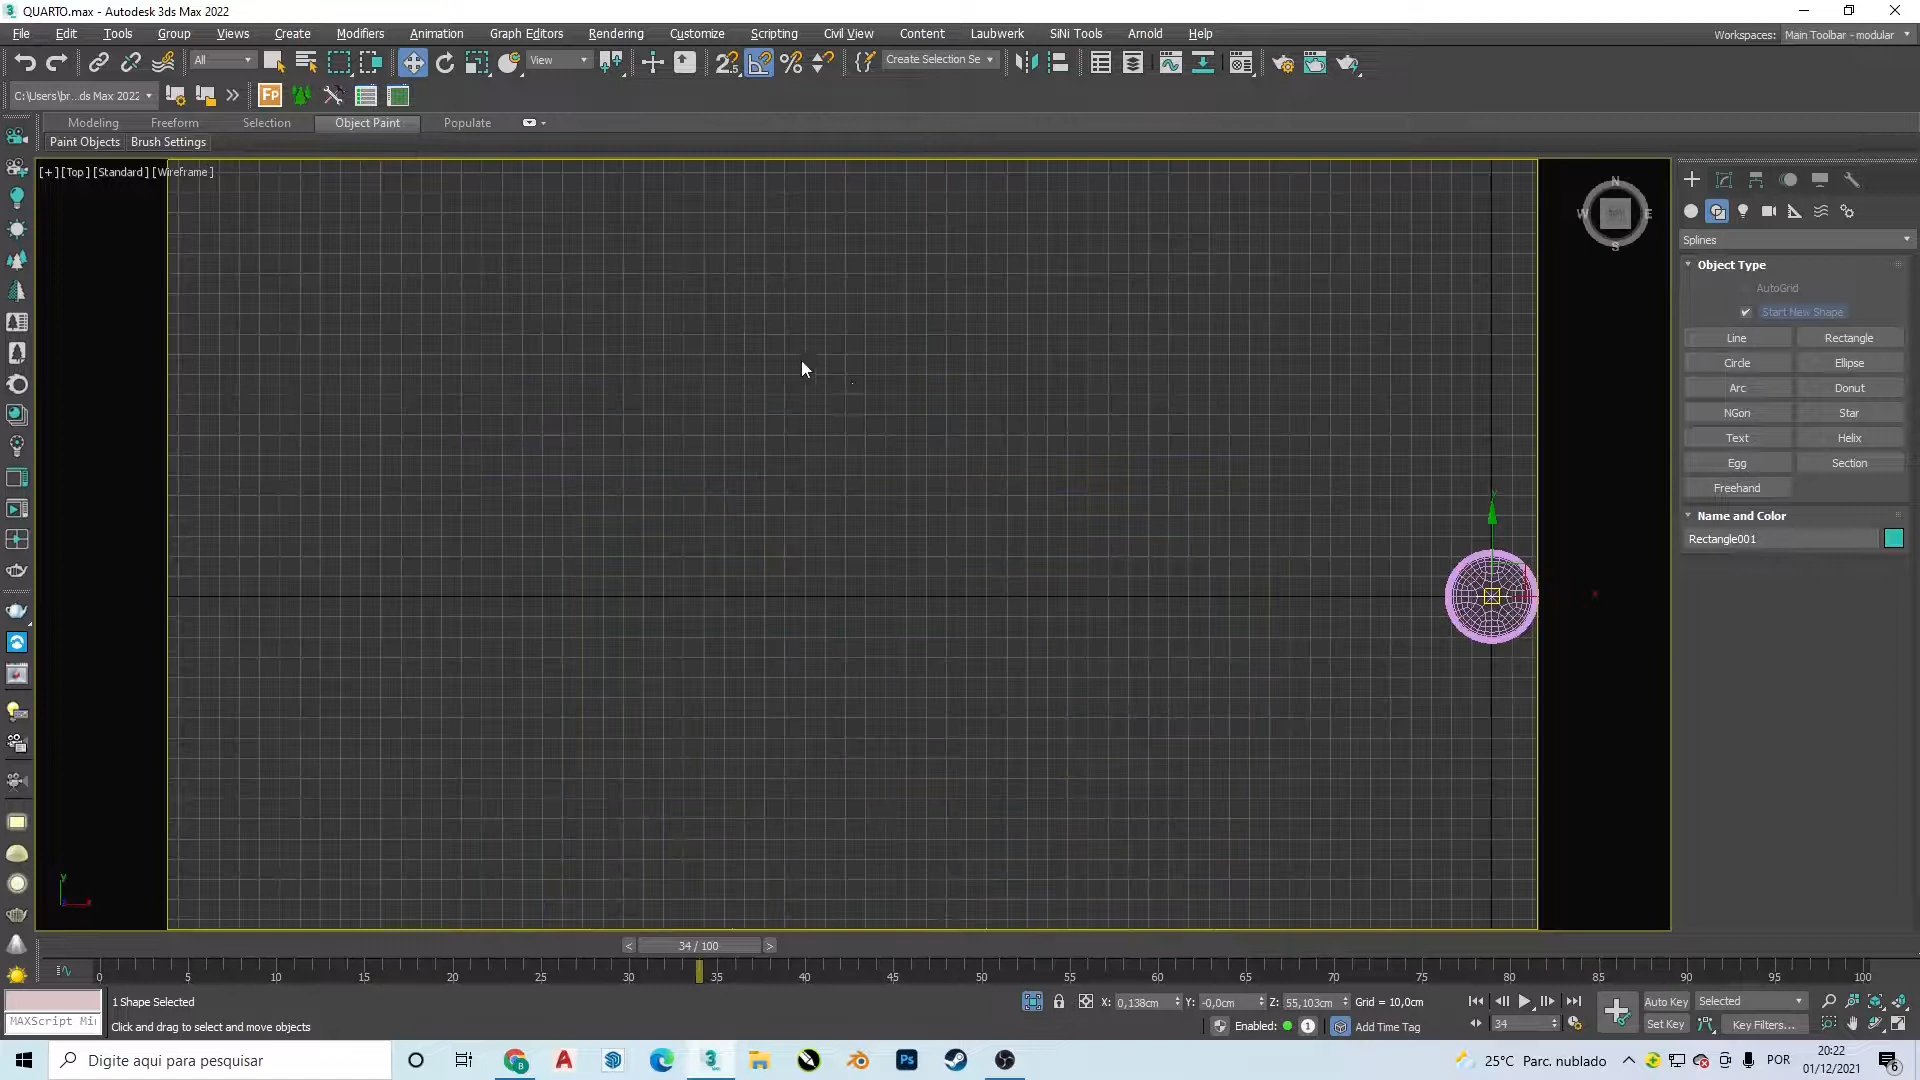 QUARTO.max - Autodesk 3ds Max 2022
File Edit Tools Group Views Create Modifiers Animation Graph Editors Rendering Customize Scripting Civil View Content Laubwerk SiNi Tools Arnold Help
Workspaces: Main Toolbar - modular
All View Create Selection Se
C:\Users\br...ds Max 2022 Fp
Modeling Freeform Selection Object Paint Populate
Paint Objects Brush Settings
[+] [Top] [Standard] [Wireframe]
N
W E
S
Splines
Object Type
AutoGrid
Start New Shape
Line Rectangle
Circle Ellipse
Arc Donut
NGon Star
Text Helix
Egg Section
Freehand
Name and Color
Rectangle001
y
x
y
x
< 34 / 100 >
0 5 10 15 20 25 30 35 40 45 50 55 60 65 70 75 80 85 90 95 100
1 Shape Selected
X: 0,138cm Y: -0,0cm Z: 55,103cm Grid = 10,0cm
Auto Key Selected
MAXScript Mi
Click and drag to select and move objects
Enabled: 1 Add Time Tag
34
Set Key Key Filters...
Digite aqui para pesquisar
25°C Parc. nublado
POR
20:22
01/12/2021
6